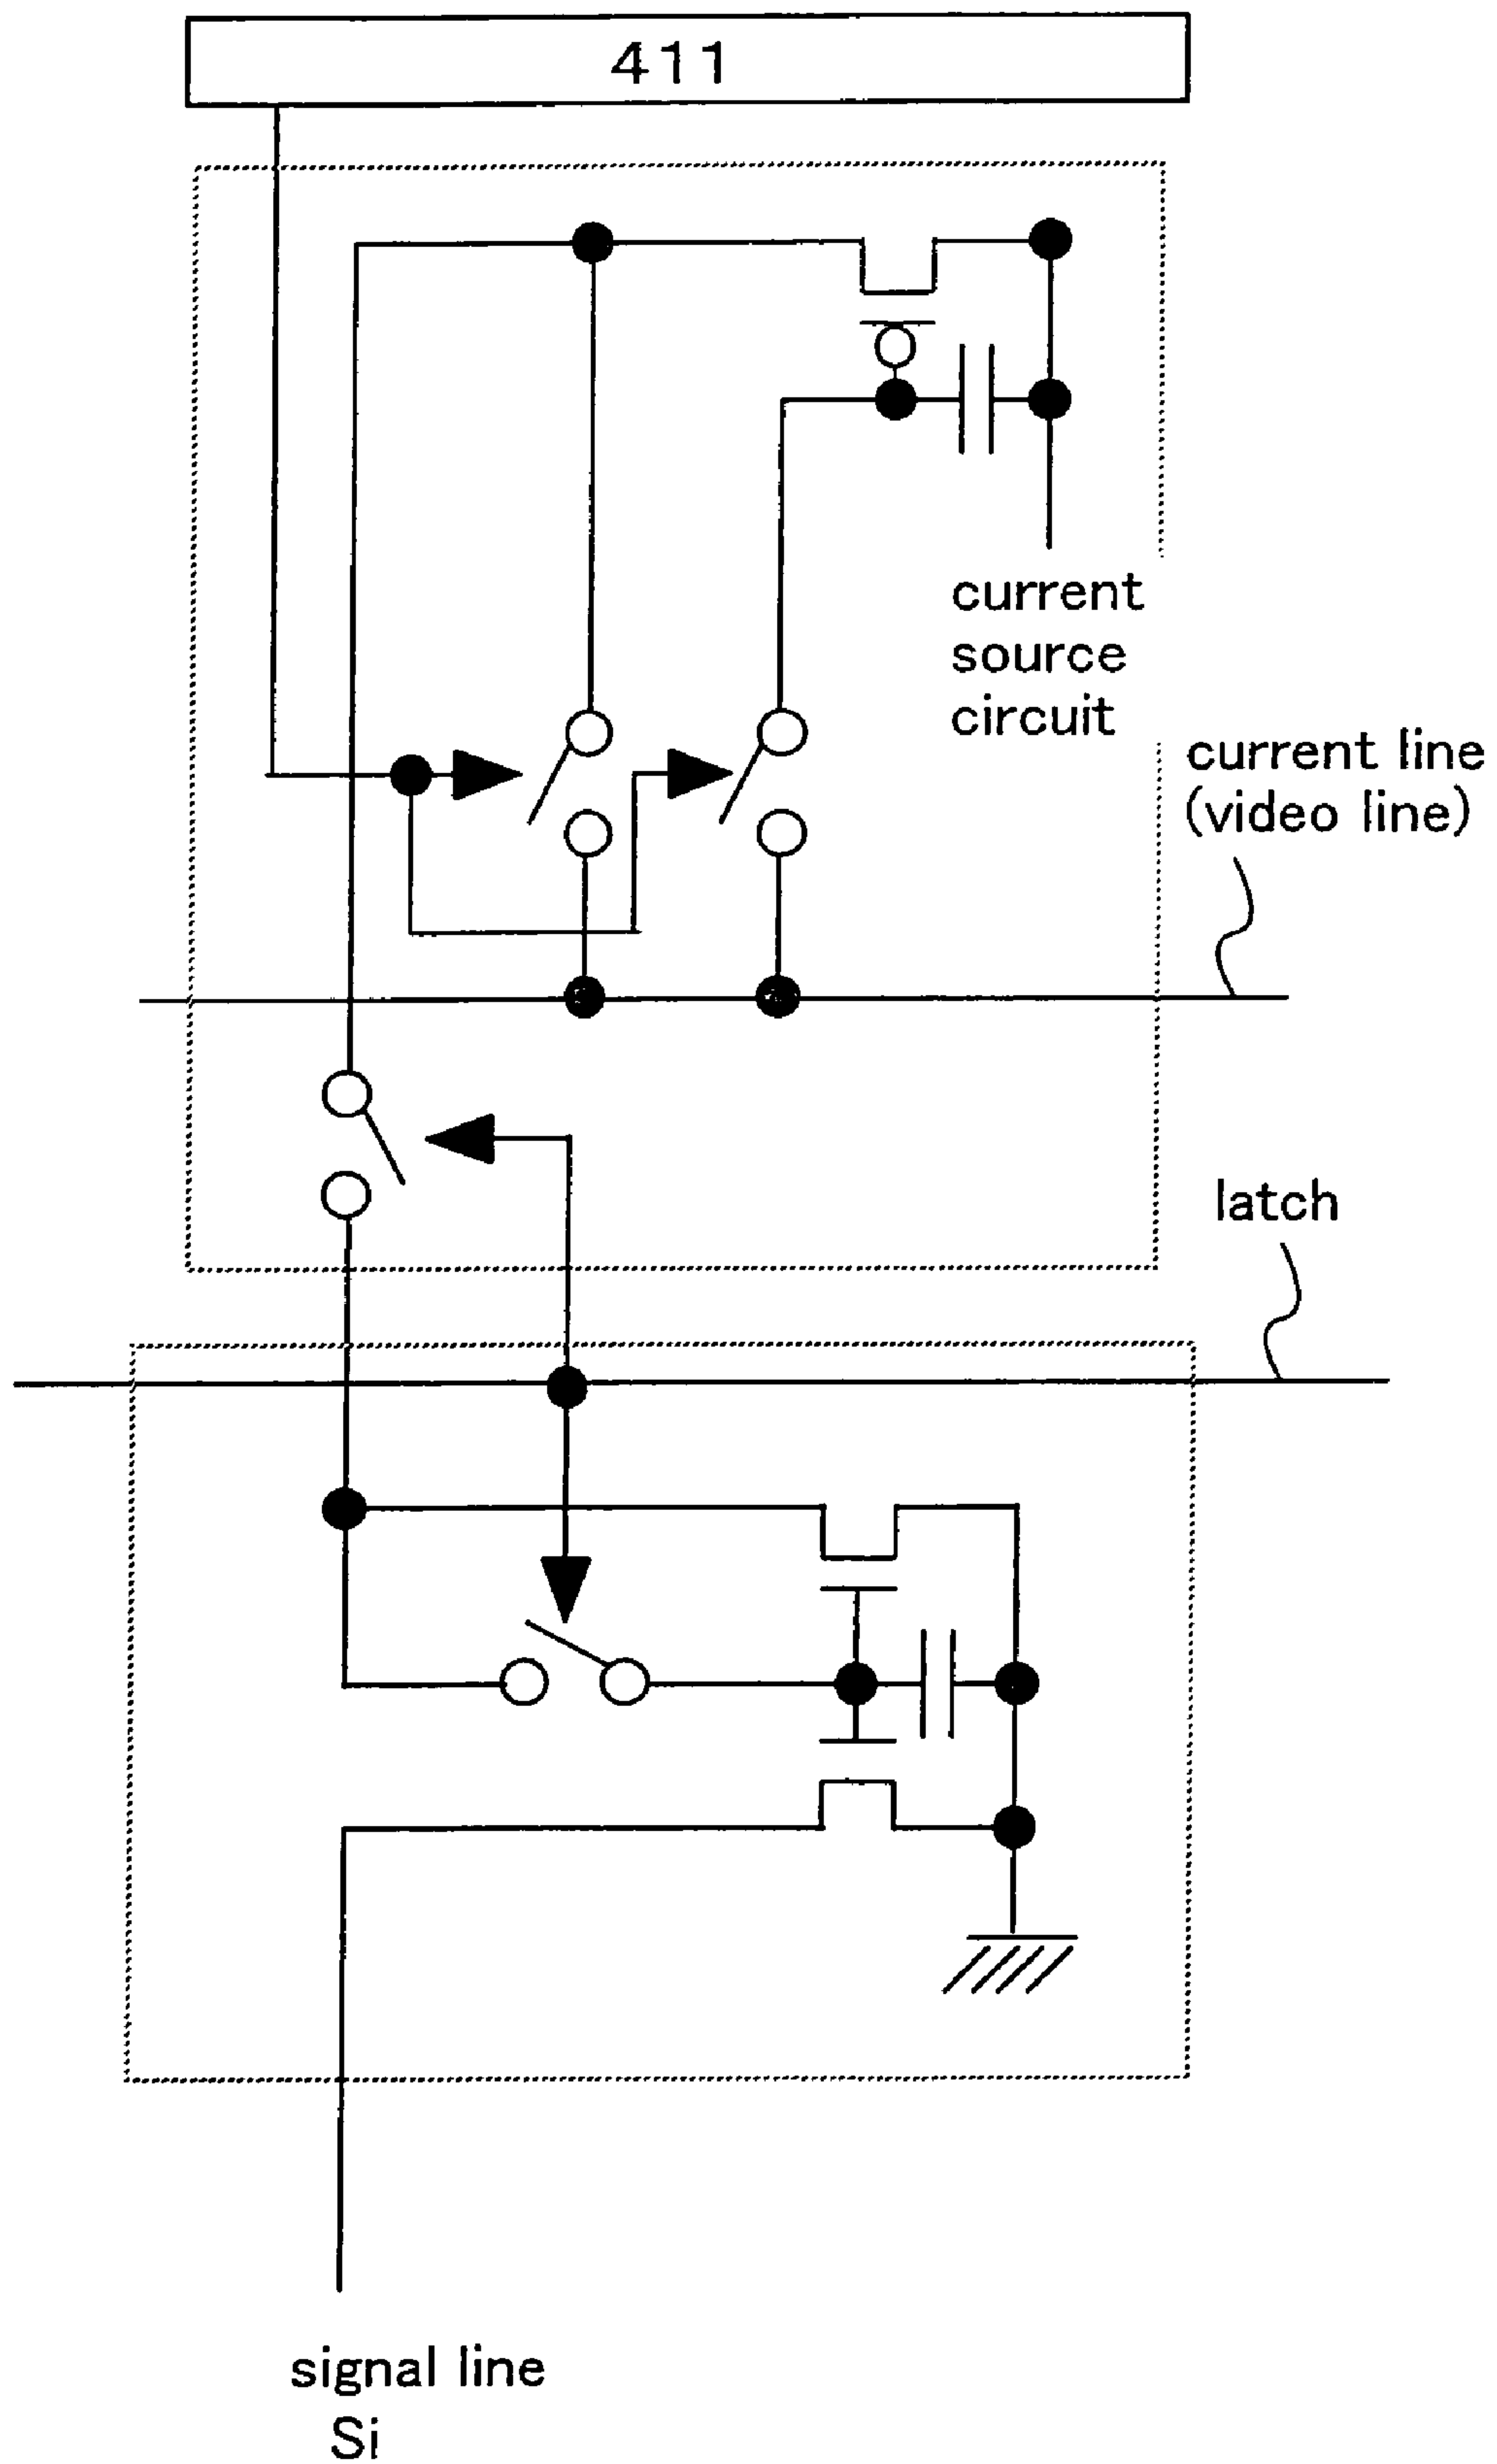 411
current
source
circuit
current line
(video line)
latch
signal line
Si